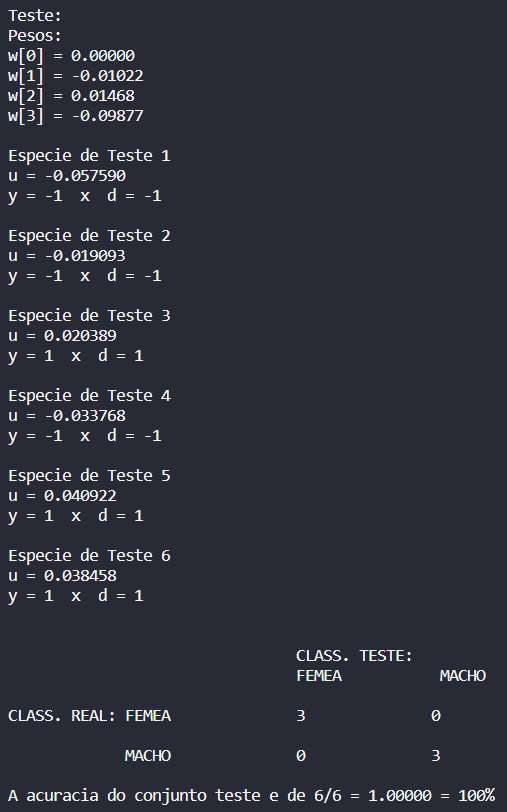 Teste:
Pesos:
w[0] = 0.00000
w[1] = -0.01022
w[2] = 0.01468
w[3] = -0.09877
Especie de Teste 1
u = -0.057590
y = -1  x  d = -1
Especie de Teste 2
u = -0.019093
y = -1  x  d = -1
Especie de Teste 3
u = 0.020389
y = 1  x  d = 1
Especie de Teste 4
u = -0.033768
y = -1  x  d = -1
Especie de Teste 5
u = 0.040922
y = 1  x  d = 1
Especie de Teste 6
u = 0.038458
y = 1  x  d = 1
CLASS. TESTE:
FEMEA MACHO
CLASS. REAL: FEMEA 3 0
MACHO 0 3
A acuracia do conjunto teste e de 6/6 = 1.00000 = 100%